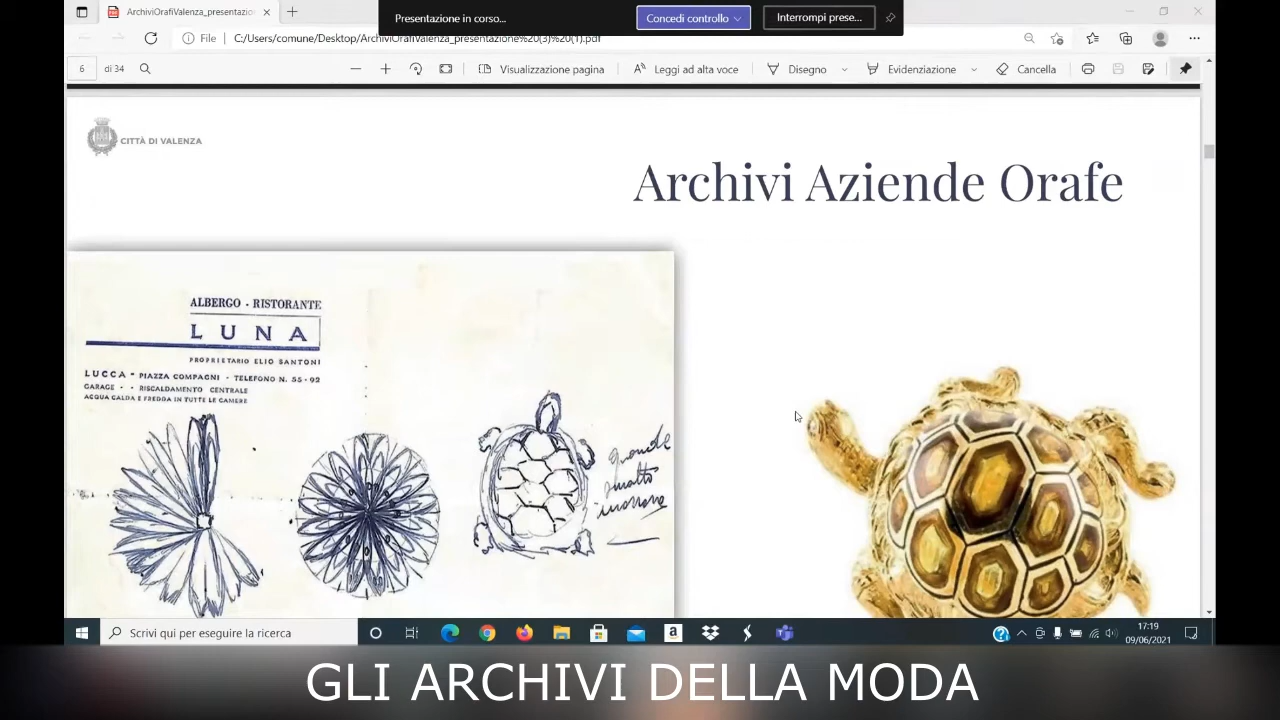 ArchiviOrafiValenza_presentazio
Presentazione in corso...
Concedi controllo
Interrompi prese...
File
C:/Users/comune/Desktop/ArchiviOrafiValenza_presentazione%20(3)%20(1).pdf
6
di 34
Visualizzazione pagina
Leggi ad alta voce
Disegno
Evidenziazione
Cancella
CITTÀ DI VALENZA
Archivi Aziende Orafe
ALBERGO - RISTORANTE
LUNA
PROPRIETARIO ELIO SANTONI
LUCCA - PIAZZA COMPAGNI - TELEFONO N. 55-92
GARAGE - - RISCALDAMENTO CENTRALE
ACQUA CALDA E FREDDA IN TUTTE LE CAMERE
smalto
Scrivi qui per eseguire la ricerca
17:19
09/06/2021
GLI ARCHIVI DELLA MODA